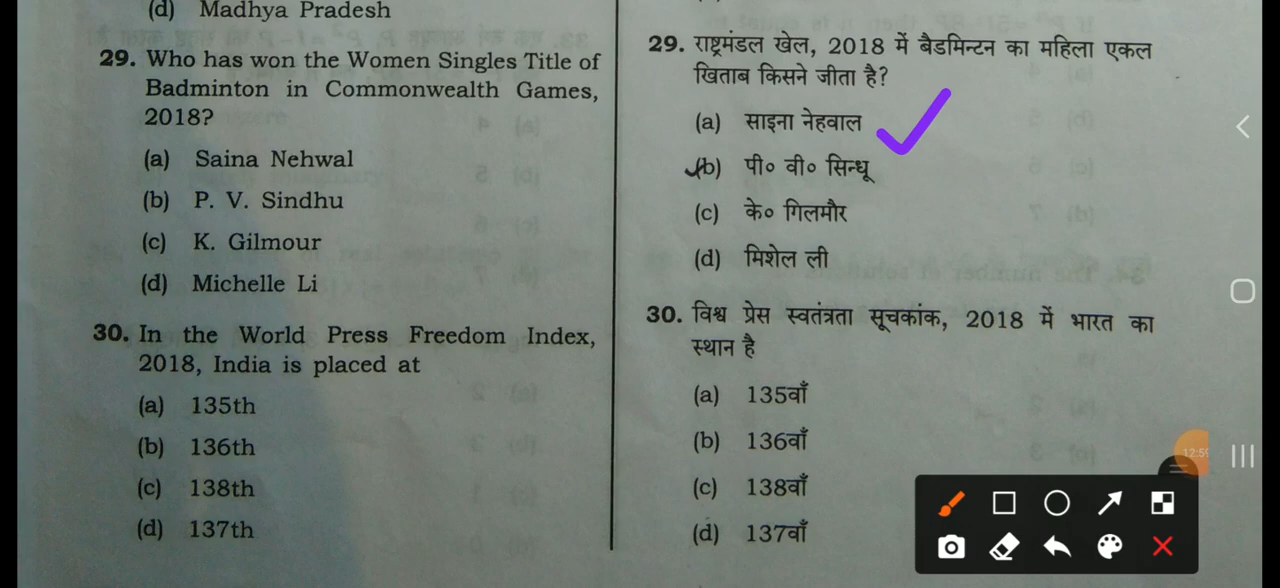 (d) Madhya Pradesh
29. Who has won the Women Singles Title of
Badminton in Commonwealth Games,
2018?
(a) Saina Nehwal
(b) P. V. Sindhu
(c) K. Gilmour
(d) Michelle Li
30. In the World Press Freedom Index,
2018, India is placed at
(a) 135th
(b) 136th
(c) 138th
(d) 137th
29. राष्ट्रमंडल खेल, 2018 में बैडमिन्टन का महिला एकल
खिताब किसने जीता है?
(a) साइना नेहवाल
(b) पी० वी० सिन्धू
(c) के० गिलमौर
(d) मिशेल ली
30. विश्व प्रेस स्वतंत्रता सूचकांक, 2018 में भारत का
स्थान है
(a) 135वाँ
(b) 136वाँ
(c) 138वाँ
(d) 137वाँ
12:59